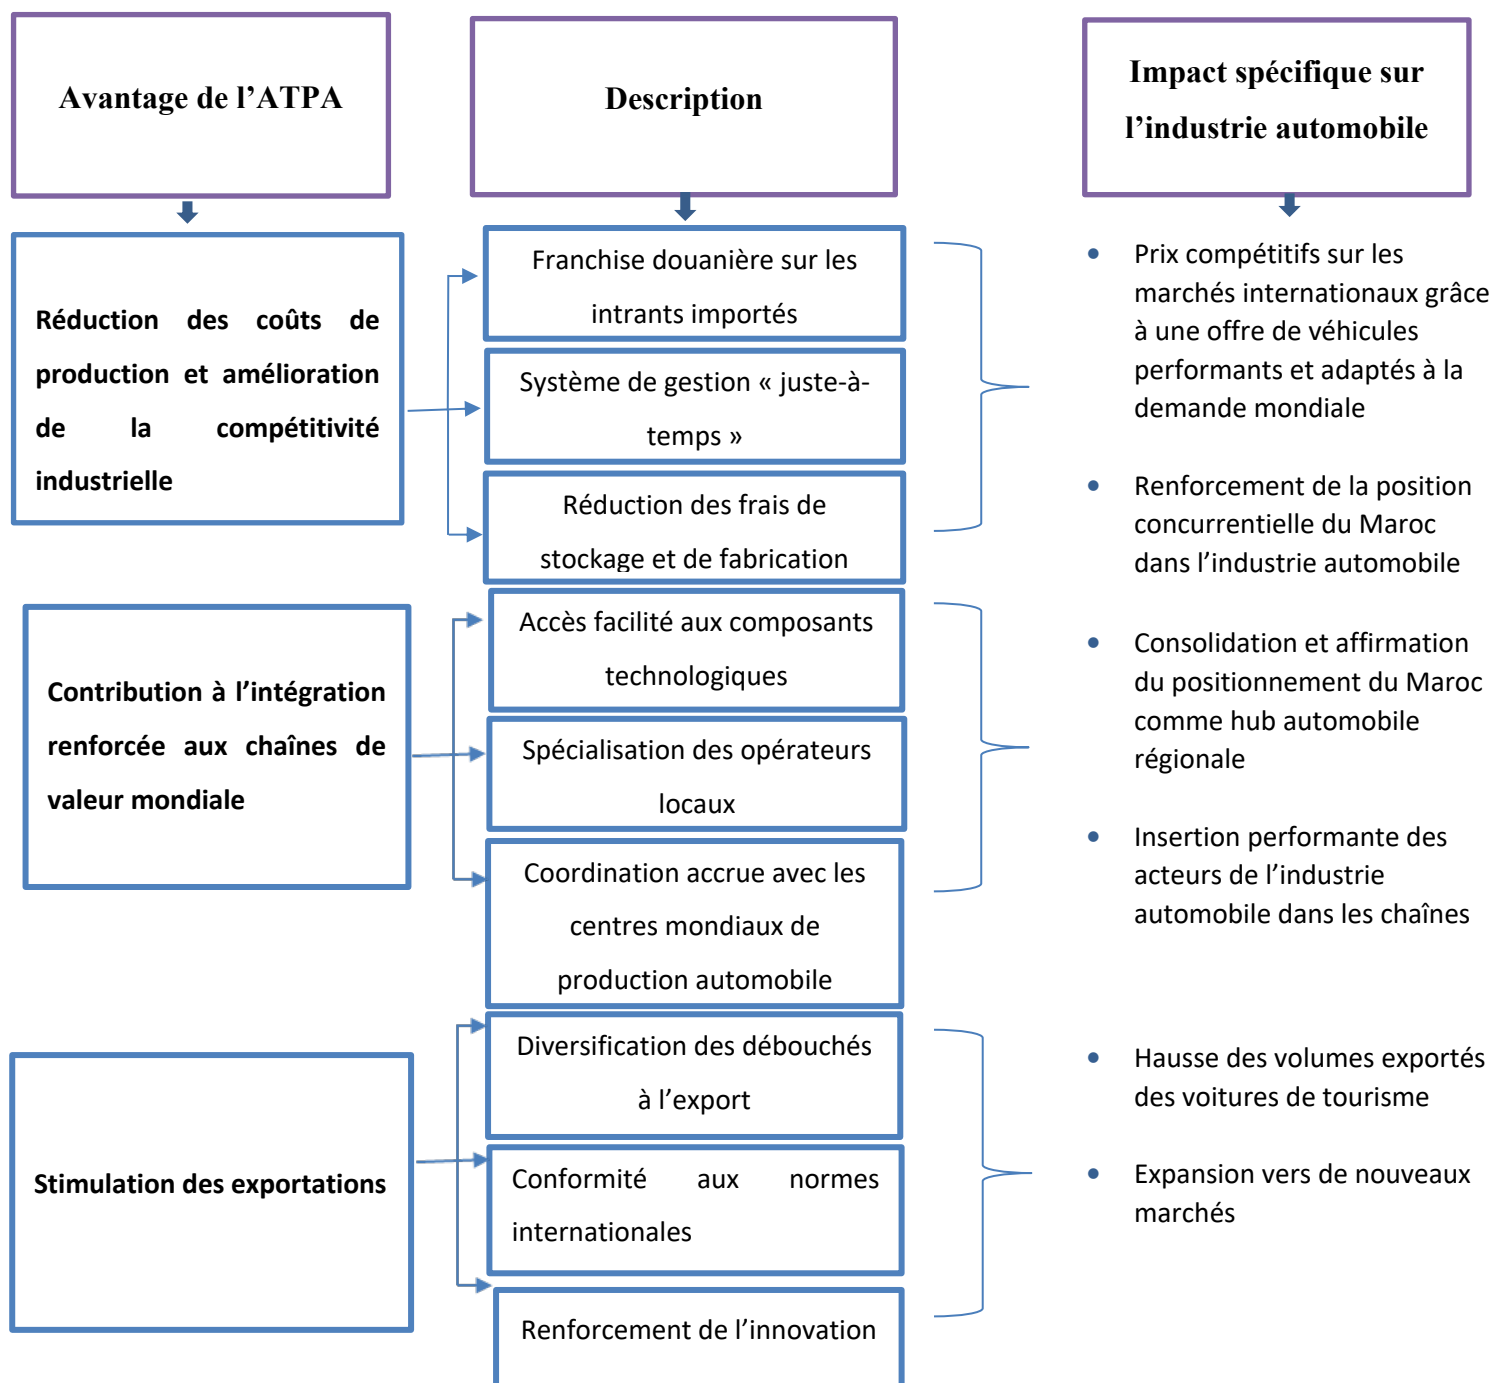 Avantage de l’ATPA
Description
Impact spécifique sur
l’industrie automobile
Réduction des coûts de
production et amélioration
de la compétitivité
industrielle
Franchise douanière sur les
intrants importés
Système de gestion « juste-à-
temps »
Réduction des frais de
stockage et de fabrication
• Prix compétitifs sur les
marchés internationaux grâce
à une offre de véhicules
performants et adaptés à la
demande mondiale
• Renforcement de la position
concurrentielle du Maroc
dans l’industrie automobile
Contribution à l’intégration
renforcée aux chaînes de
valeur mondiale
Accès facilité aux composants
technologiques
Spécialisation des opérateurs
locaux
Coordination accrue avec les
centres mondiaux de
production automobile
• Consolidation et affirmation
du positionnement du Maroc
comme hub automobile
régionale
• Insertion performante des
acteurs de l’industrie
automobile dans les chaînes
Stimulation des exportations
Diversification des débouchés
à l’export
Conformité aux normes
internationales
Renforcement de l’innovation
• Hausse des volumes exportés
des voitures de tourisme
• Expansion vers de nouveaux
marchés